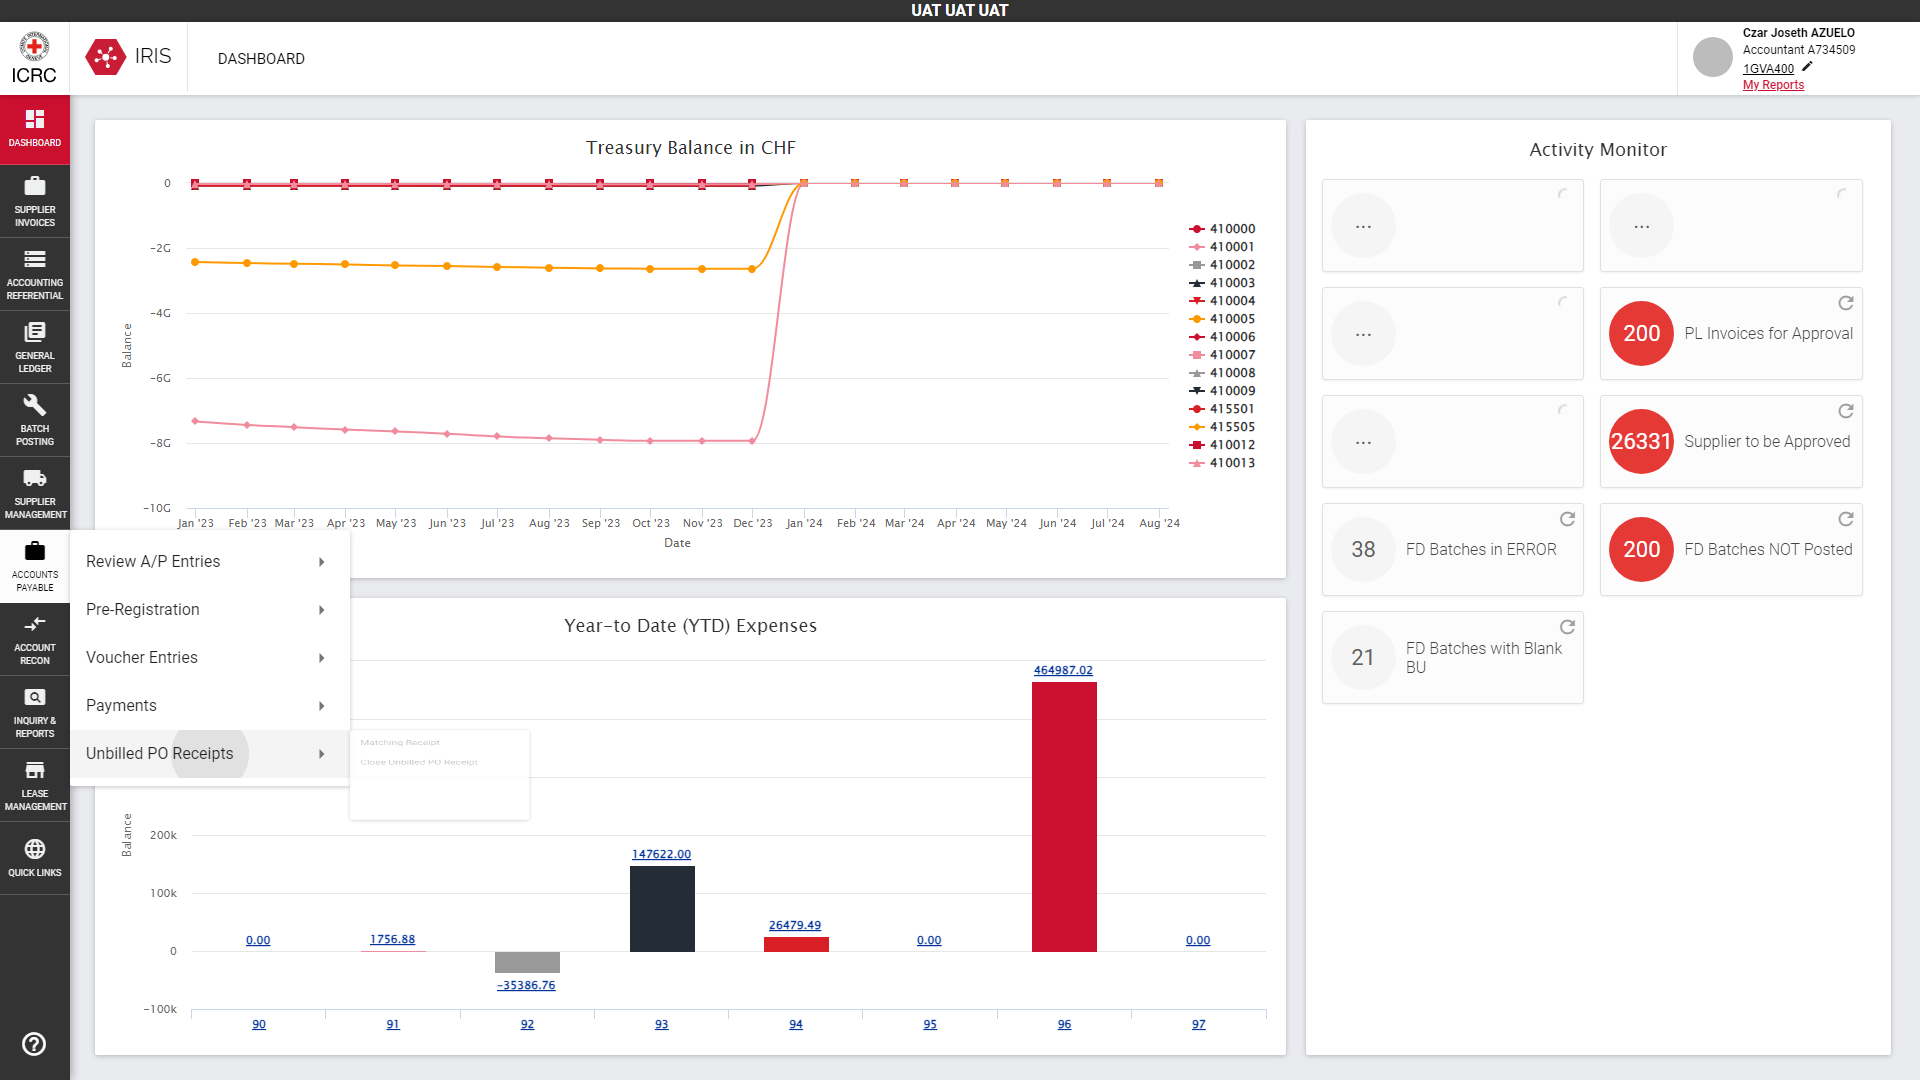 UAT UAT UAT
ICRC
IRIS
DASHBOARD
Czar Joseth AZUELO
Accountant A734509
1GVA400
My Reports
DASHBOARD
SUPPLIER
INVOICES
ACCOUNTING
REFERENTIAL
GENERAL
LEDGER
BATCH
POSTING
SUPPLIER
MANAGEMENT
ACCOUNTS
PAYABLE
ACCOUNT
RECON
INQUIRY &
REPORTS
LEASE
MANAGEMENT
QUICK LINKS
Review A/P Entries
Pre-Registration
Voucher Entries
Payments
Unbilled PO Receipts
Matching Receipt
Close Unbilled PO Receipt
Treasury Balance in CHF
Balance
0
-2G
-4G
-6G
-8G
-10G
Jan '23 Feb '23 Mar '23 Apr '23 May '23 Jun '23 Jul '23 Aug '23 Sep '23 Oct '23 Nov '23 Dec '23 Jan '24 Feb '24 Mar '24 Apr '24 May '24 Jun '24 Jul '24 Aug '24
Date
410000
410001
410002
410003
410004
410005
410006
410007
410008
410009
415501
415505
410012
410013
Year-to Date (YTD) Expenses
Balance
200k
100k
0
-100k
0.00
1756.88
-35386.76
147622.00
26479.49
0.00
464987.02
0.00
90 91 92 93 94 95 96 97
Activity Monitor
...
...
...
200 PL Invoices for Approval
...
26331 Supplier to be Approved
38 FD Batches in ERROR
200 FD Batches NOT Posted
21 FD Batches with Blank
BU